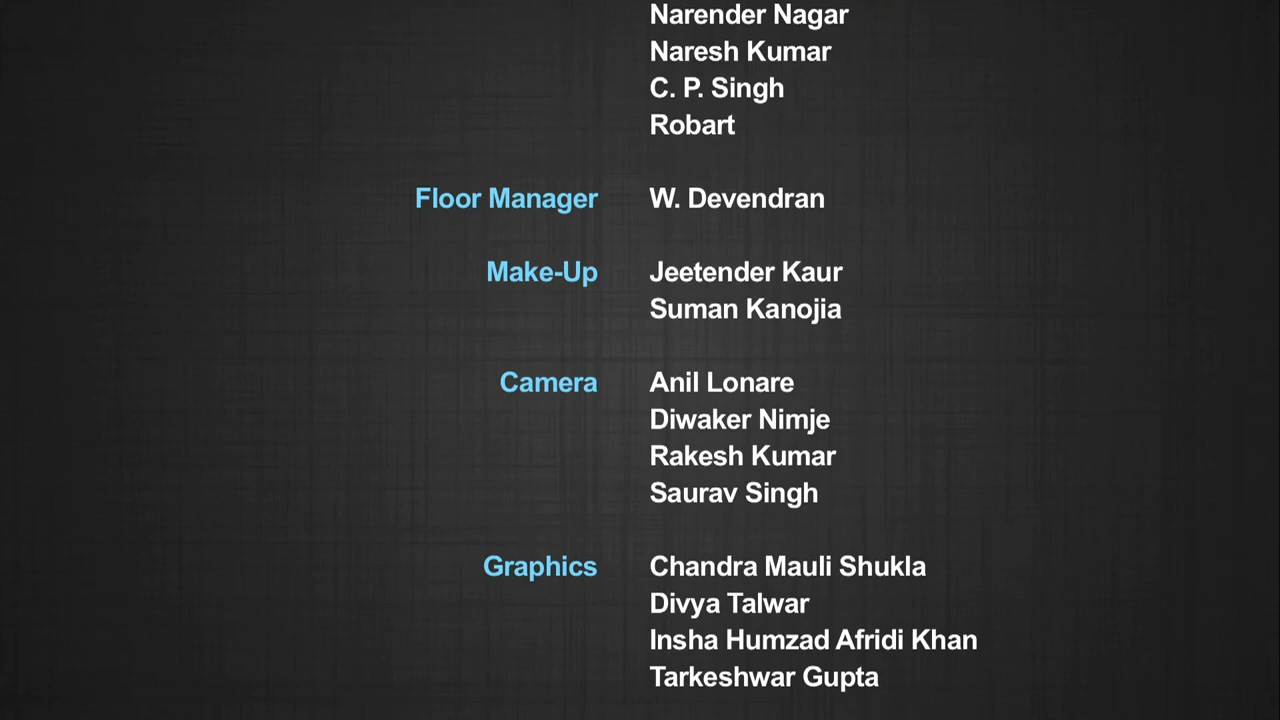 Narender Nagar
Naresh Kumar
C. P. Singh
Robart
Floor Manager W. Devendran
Make-Up Jeetender Kaur
Suman Kanojia
Camera Anil Lonare
Diwaker Nimje
Rakesh Kumar
Saurav Singh
Graphics Chandra Mauli Shukla
Divya Talwar
Insha Humzad Afridi Khan
Tarkeshwar Gupta